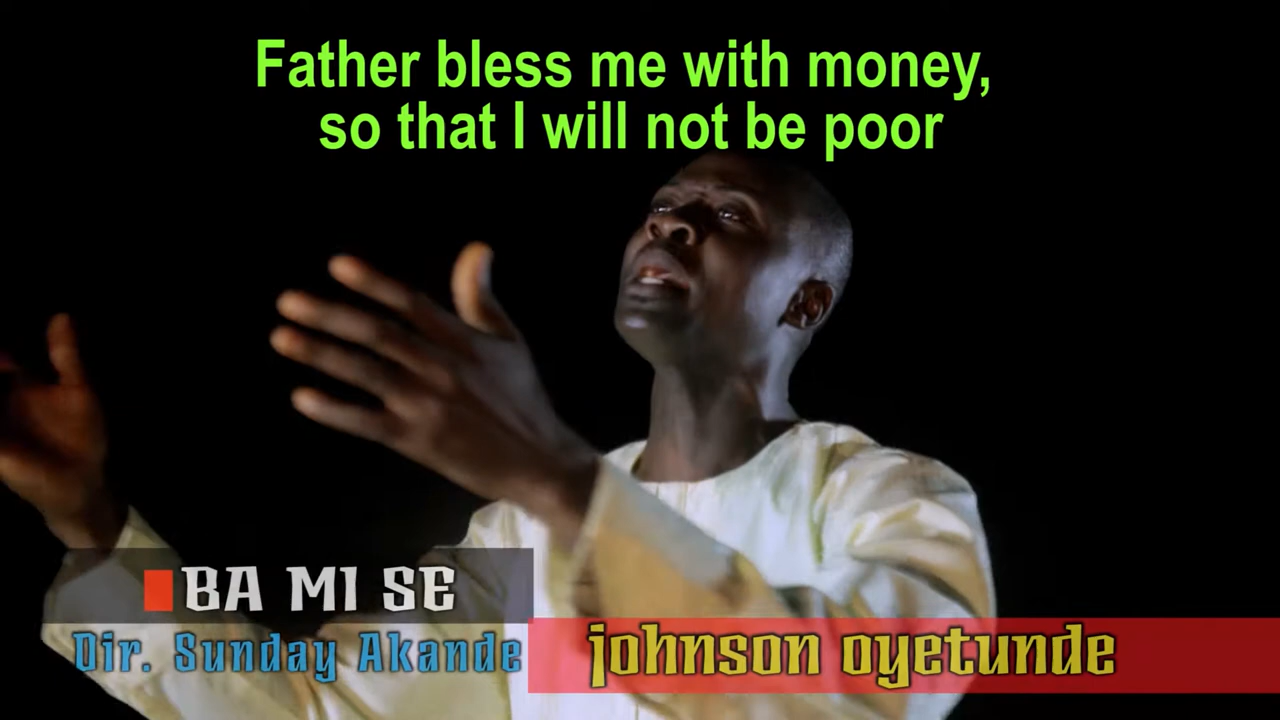 Father bless me with money,
so that I will not be poor
BA MI SE
Dir. Sunday Akande
johnson oyetunde